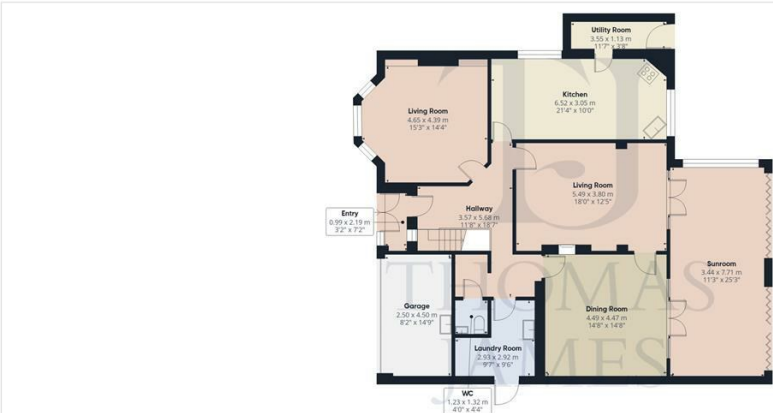 Utility Room
3.55 x 1.13 m
11'7" x 3'8"
Kitchen
6.52 x 3.05 m
21'4" x 10'0"
Living Room
4.65 x 4.39 m
15'3" x 14'4"
Living Room
5.49 x 3.80 m
18'0" x 12'5"
Hallway
3.57 x 5.68 m
11'8" x 18'7"
Entry
0.99 x 2.19 m
3'2" x 7'2"
Sunroom
3.44 x 7.71 m
11'3" x 25'3"
Garage
2.50 x 4.50 m
8'2" x 14'9"
Dining Room
4.49 x 4.47 m
14'8" x 14'8"
Laundry Room
2.93 x 2.92 m
9'7" x 9'6"
WC
1.23 x 1.32 m
4'0" x 4'4"
THOMAS
JAMES